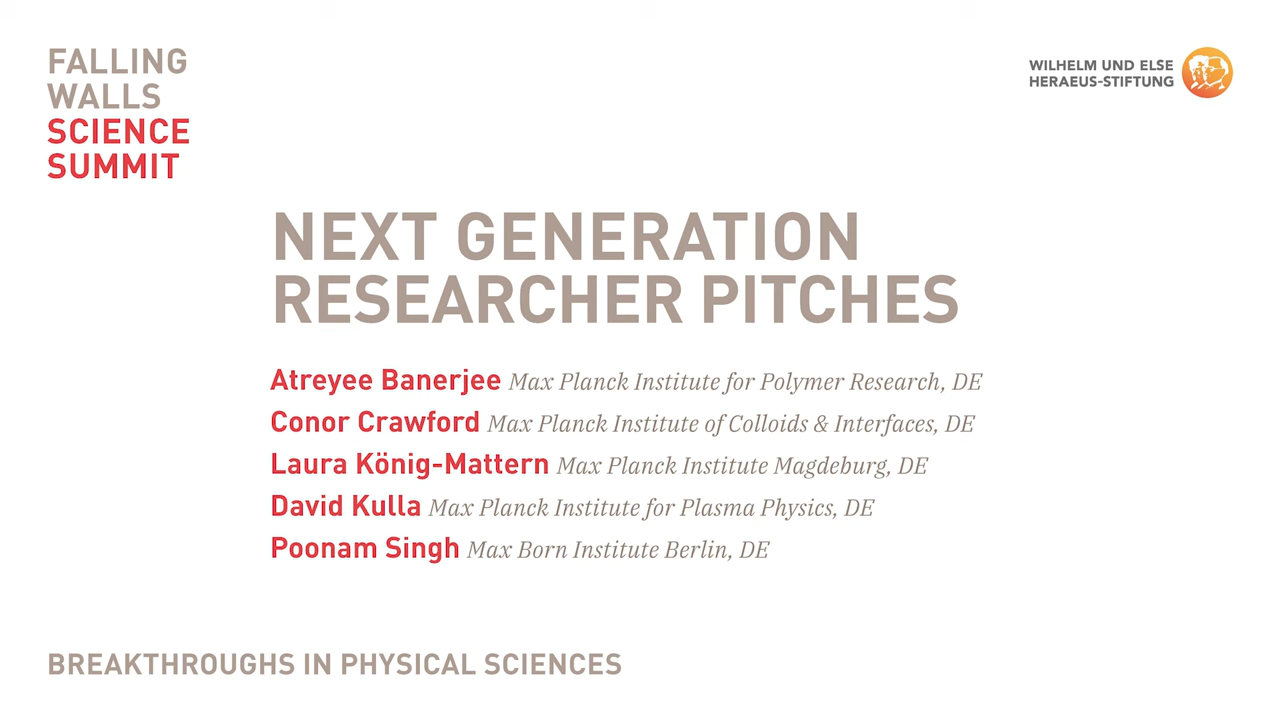 FALLING
WALLS
SCIENCE
SUMMIT
WILHELM UND ELSE
HERAEUS-STIFTUNG
NEXT GENERATION
RESEARCHER PITCHES
Atreyee Banerjee Max Planck Institute for Polymer Research, DE
Conor Crawford Max Planck Institute of Colloids & Interfaces, DE
Laura König-Mattern Max Planck Institute Magdeburg, DE
David Kulla Max Planck Institute for Plasma Physics, DE
Poonam Singh Max Born Institute Berlin, DE
BREAKTHROUGHS IN PHYSICAL SCIENCES